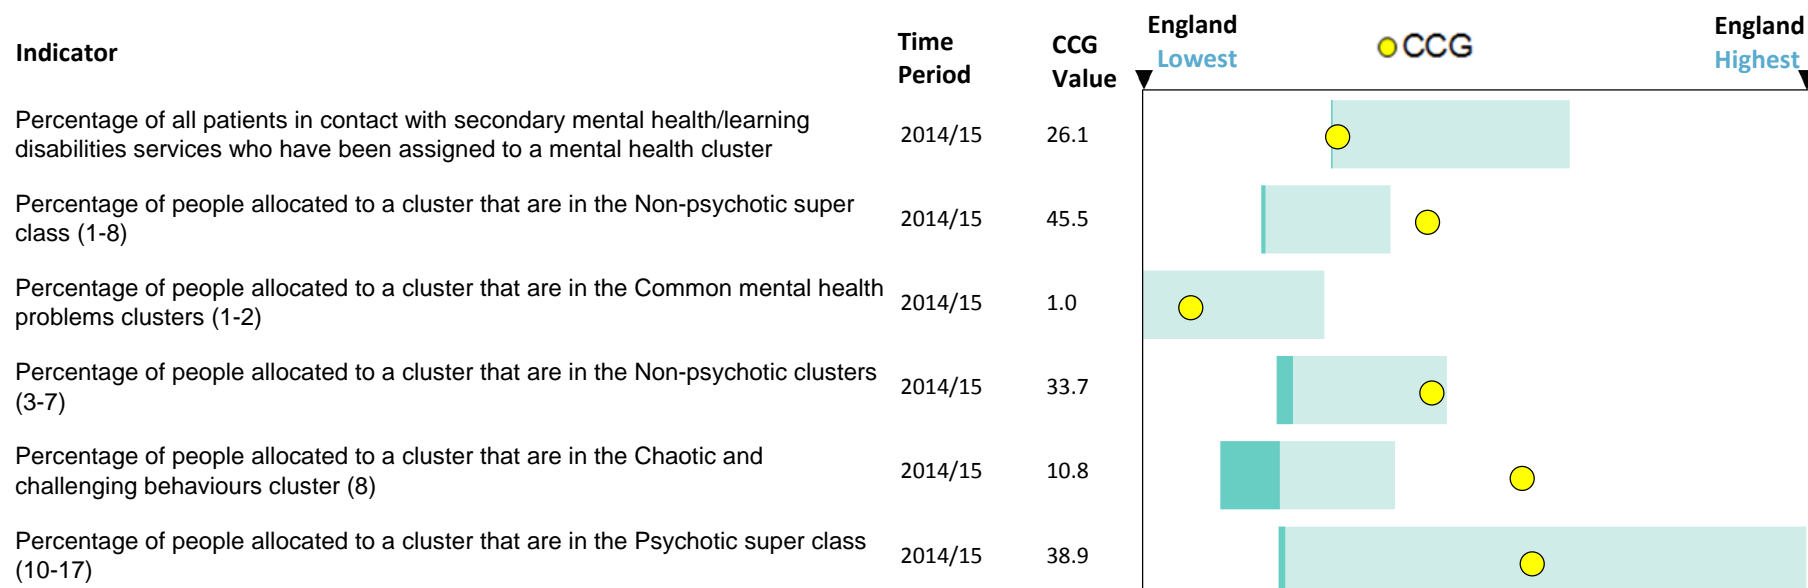 Indicator
Time
Period
CCG
Value
England
Lowest
CCG
England
Highest
Percentage of all patients in contact with secondary mental health/learning
disabilities services who have been assigned to a mental health cluster
2014/15
26.1
Percentage of people allocated to a cluster that are in the Non-psychotic super
class (1-8)
2014/15
45.5
Percentage of people allocated to a cluster that are in the Common mental health
problems clusters (1-2)
2014/15
1.0
Percentage of people allocated to a cluster that are in the Non-psychotic clusters
(3-7)
2014/15
33.7
Percentage of people allocated to a cluster that are in the Chaotic and
challenging behaviours cluster (8)
2014/15
10.8
Percentage of people allocated to a cluster that are in the Psychotic super class
(10-17)
2014/15
38.9